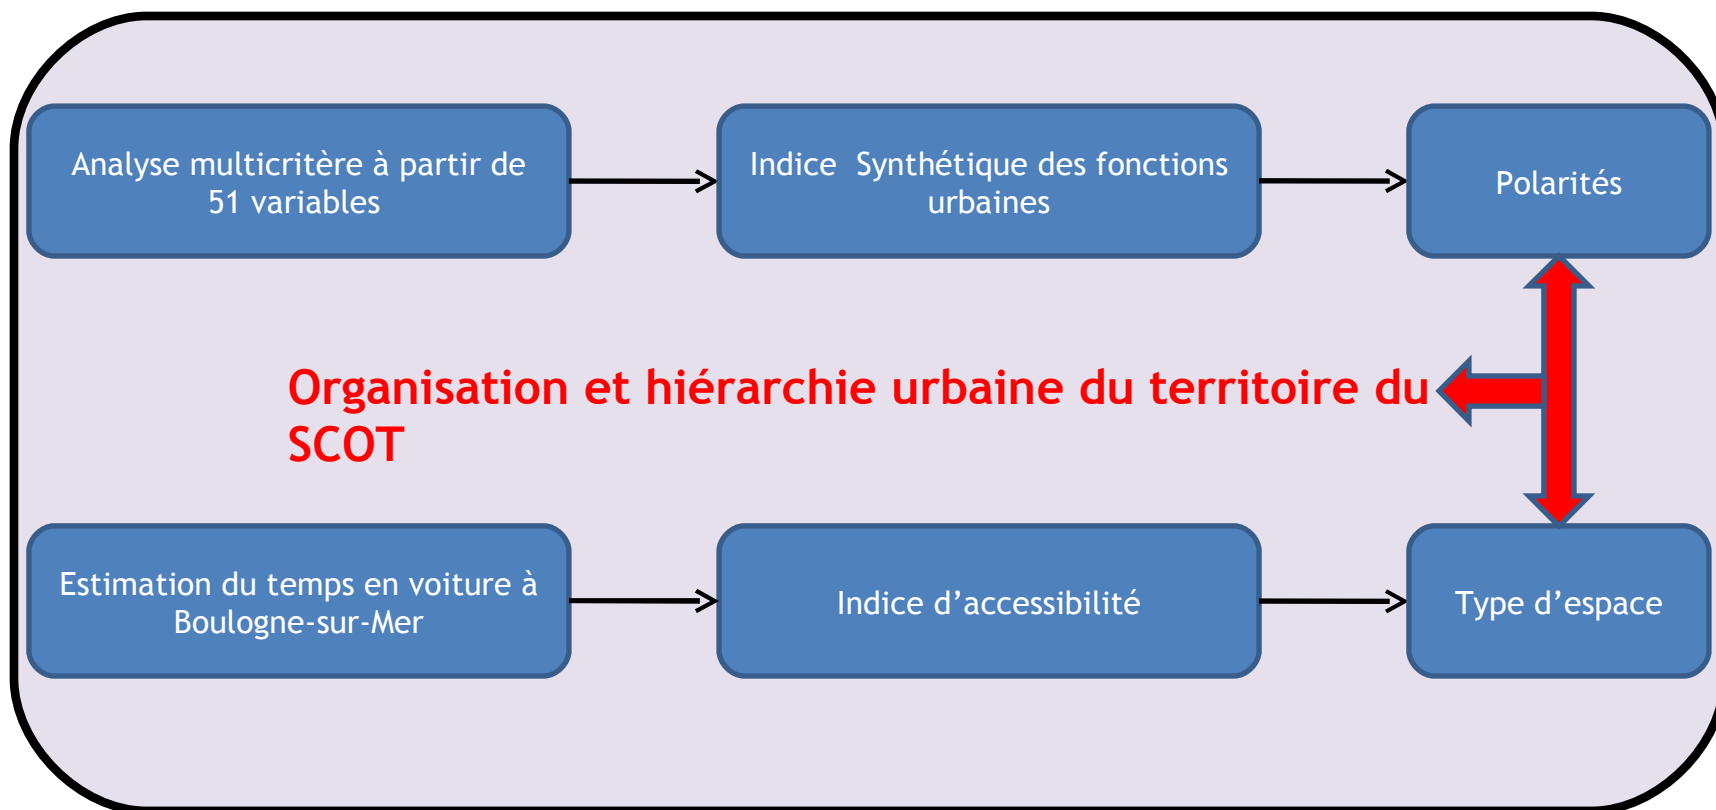 Analyse multicritère à partir de
51 variables
Indice  Synthétique des fonctions
urbaines
Polarités
Organisation et hiérarchie urbaine du territoire du
SCOT
Estimation du temps en voiture à
Boulogne-sur-Mer
Indice d’accessibilité
Type d’espace